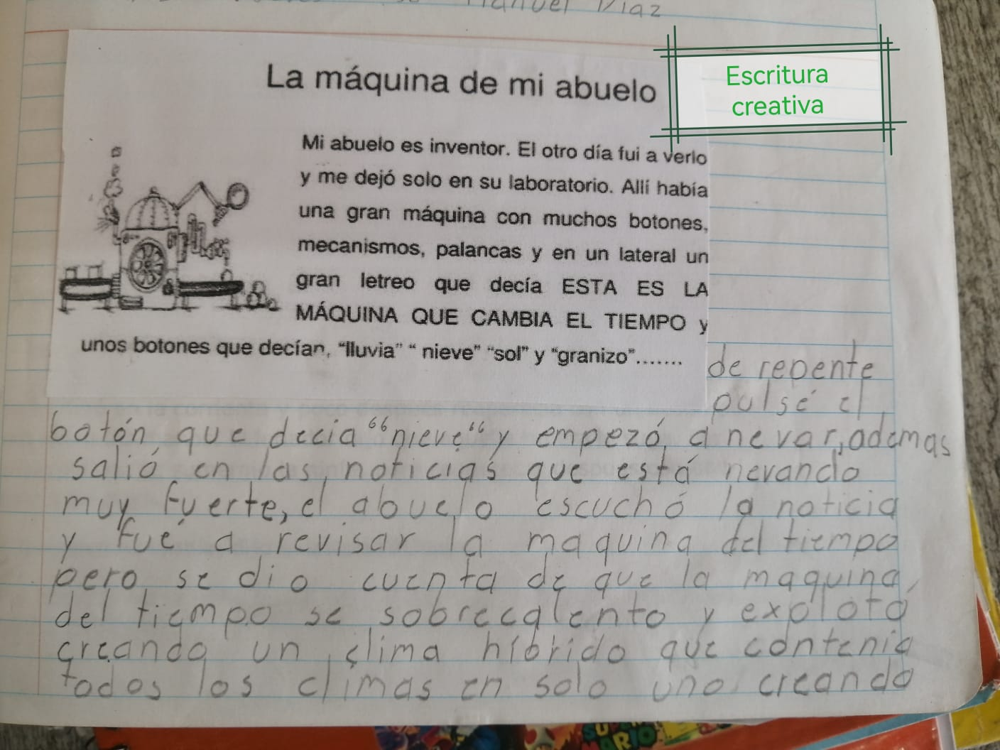 Manuel Díaz
Escritura
creativa
La máquina de mi abuelo
Mi abuelo es inventor. El otro día fui a verlo
y me dejó solo en su laboratorio. Allí había
una gran máquina con muchos botones,
mecanismos, palancas y en un lateral un
gran letreo que decía ESTA ES LA
MÁQUINA QUE CAMBIA EL TIEMPO y
unos botones que decían, “lluvia” “ nieve” “sol” y “granizo”.......
de repente
pulsé el
botón que decia “nieve“ y empezó a nevar, ademas
salió en las noticias que está nevando
muy fuerte, el abuelo escuchó la noticia
y fué a revisar la maquina del tiempo
pero se dio cuenta de que la maquina
del tiempo se sobrecalento y explotó
creando un clima híbrido que contenia
todos los climas en solo uno creando
SUPER
MARIO